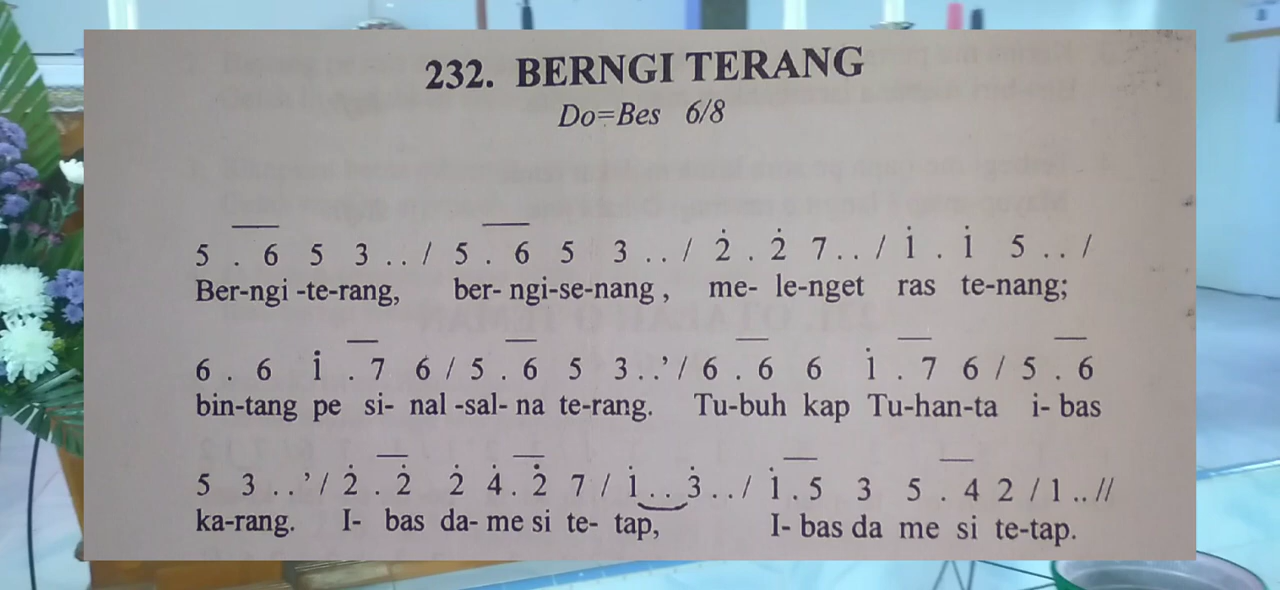 232. BERNGI TERANG
Do=Bes 6/8
5 . 6 5 3 . . / 5 . 6 5 3 . . / 2̇ . 2̇ 7 . . / 1̇ . 1̇ 5 . . /
Ber-ngi -te-rang, ber- ngi-se-nang , me- le-nget ras te-nang;
6 . 6 1̇ . 7 6 / 5 . 6 5 3 . . ’ / 6 . 6 6 1̇ . 7 6 / 5 . 6
bin-tang pe si- nal -sal- na te-rang. Tu-buh kap Tu-han-ta i- bas
5 3 . . ’ / 2̇ . 2̇ 2̇ 4̇ . 2̇ 7 / 1̇ . . 3̇ . . / 1̇ . 5 3 5 . 4 2 / 1 . . //
ka-rang. I- bas da- me si te- tap, I- bas da me si te-tap.